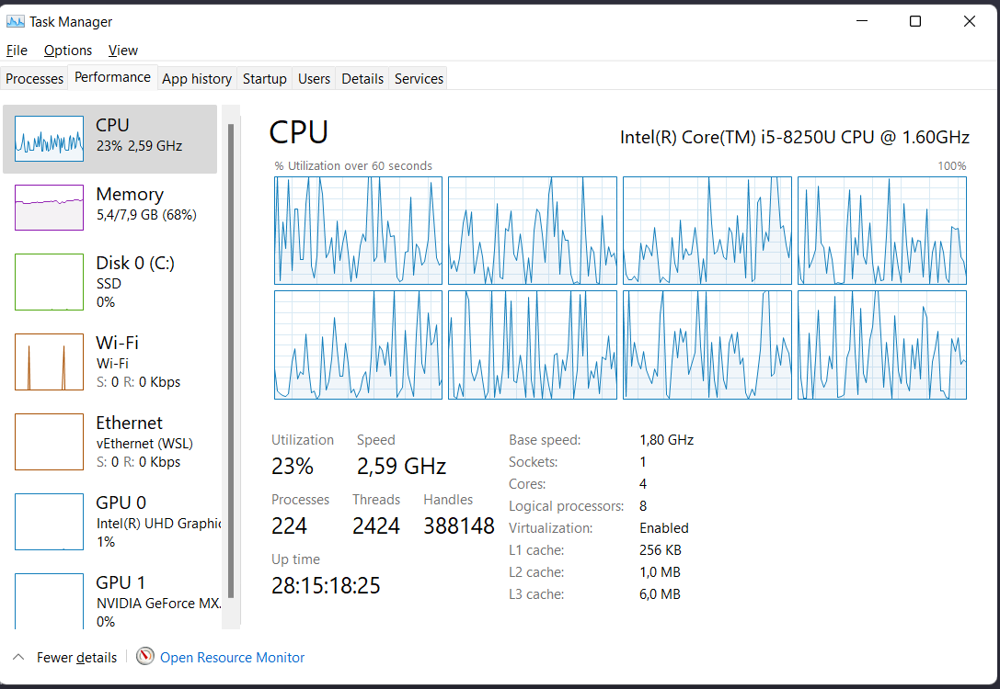 Task Manager
File Options View
Processes Performance App history Startup Users Details Services
CPU
23% 2,59 GHz
Memory
5,4/7,9 GB (68%)
Disk 0 (C:)
SSD
0%
Wi-Fi
Wi-Fi
S: 0 R: 0 Kbps
Ethernet
vEthernet (WSL)
S: 0 R: 0 Kbps
GPU 0
Intel(R) UHD Graphic
1%
GPU 1
NVIDIA GeForce MX.
0%
CPU
Intel(R) Core(TM) i5-8250U CPU @ 1.60GHz
% Utilization over 60 seconds
100%
Utilization Speed
23% 2,59 GHz
Processes Threads Handles
224 2424 388148
Up time
28:15:18:25
Base speed: 1,80 GHz
Sockets: 1
Cores: 4
Logical processors: 8
Virtualization: Enabled
L1 cache: 256 KB
L2 cache: 1,0 MB
L3 cache: 6,0 MB
Fewer details Open Resource Monitor